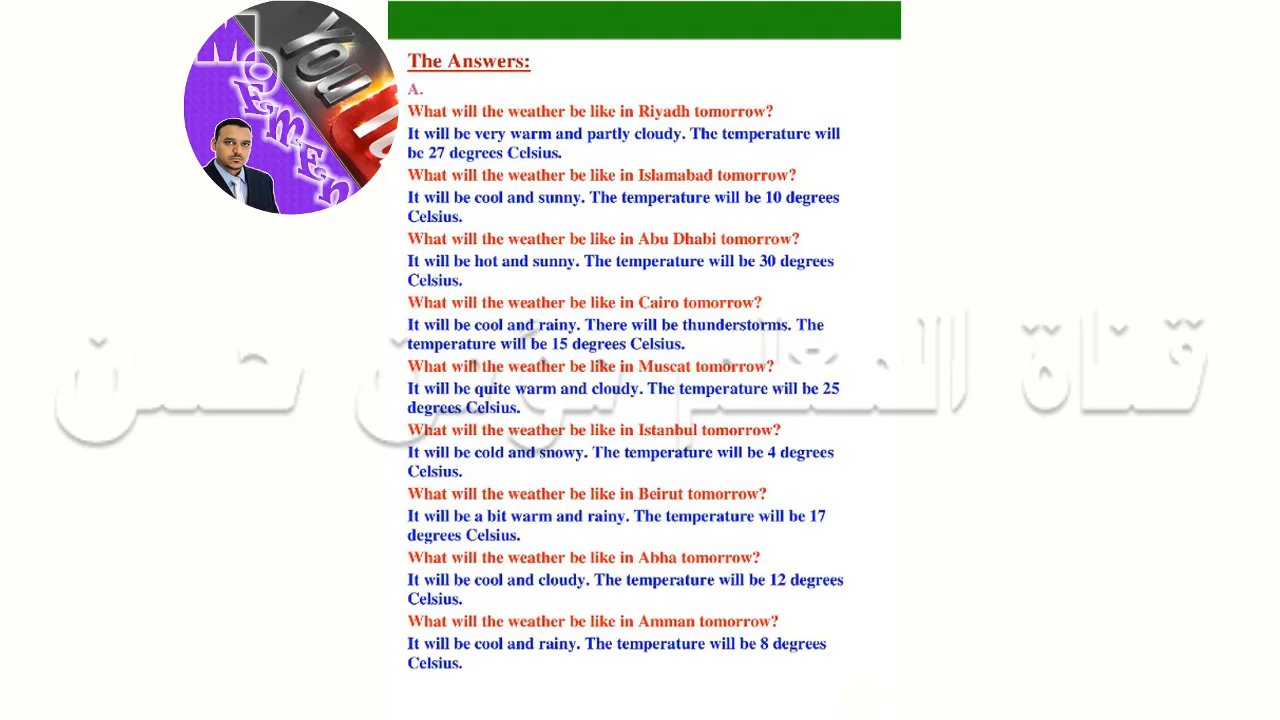 MOEMEN
YOU
The Answers:
A.
What will the weather be like in Riyadh tomorrow?
It will be very warm and partly cloudy. The temperature will
be 27 degrees Celsius.
What will the weather be like in Islamabad tomorrow?
It will be cool and sunny. The temperature will be 10 degrees
Celsius.
What will the weather be like in Abu Dhabi tomorrow?
It will be hot and sunny. The temperature will be 30 degrees
Celsius.
What will the weather be like in Cairo tomorrow?
It will be cool and rainy. There will be thunderstorms. The
temperature will be 15 degrees Celsius.
What will the weather be like in Muscat tomorrow?
It will be quite warm and cloudy. The temperature will be 25
degrees Celsius.
What will the weather be like in Istanbul tomorrow?
It will be cold and snowy. The temperature will be 4 degrees
Celsius.
What will the weather be like in Beirut tomorrow?
It will be a bit warm and rainy. The temperature will be 17
degrees Celsius.
What will the weather be like in Abha tomorrow?
It will be cool and cloudy. The temperature will be 12 degrees
Celsius.
What will the weather be like in Amman tomorrow?
It will be cool and rainy. The temperature will be 8 degrees
Celsius.
قناة المعلم مؤمن حسن